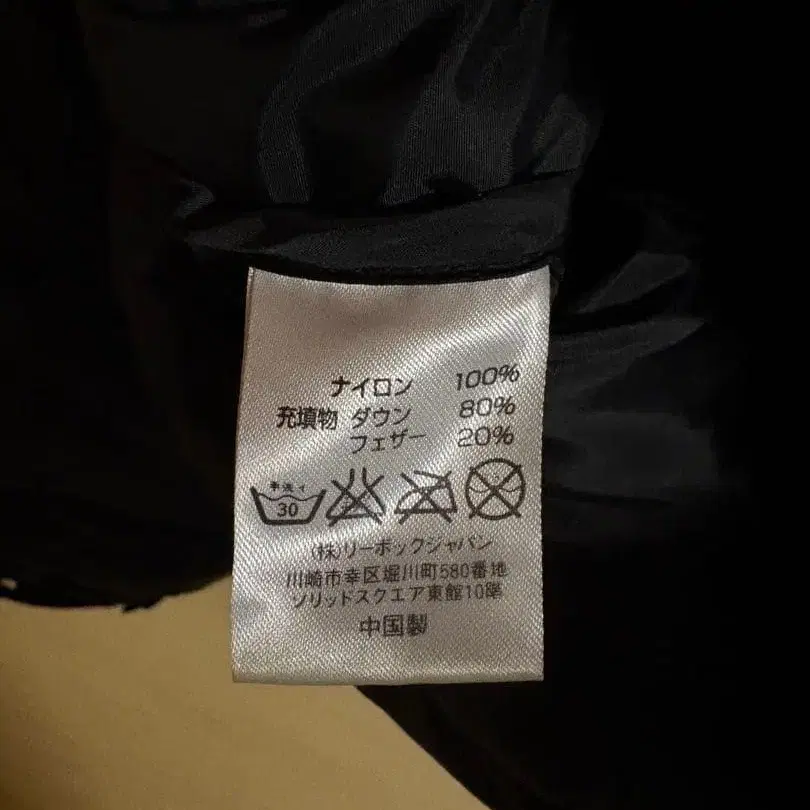 ナイロン 100%
充填物 ダウン 80%
フェザー 20%
手洗イ
30
(株)リーボックジャパン
川崎市幸区堀川町580番地
ソリッドスクエア東館10階
中国製